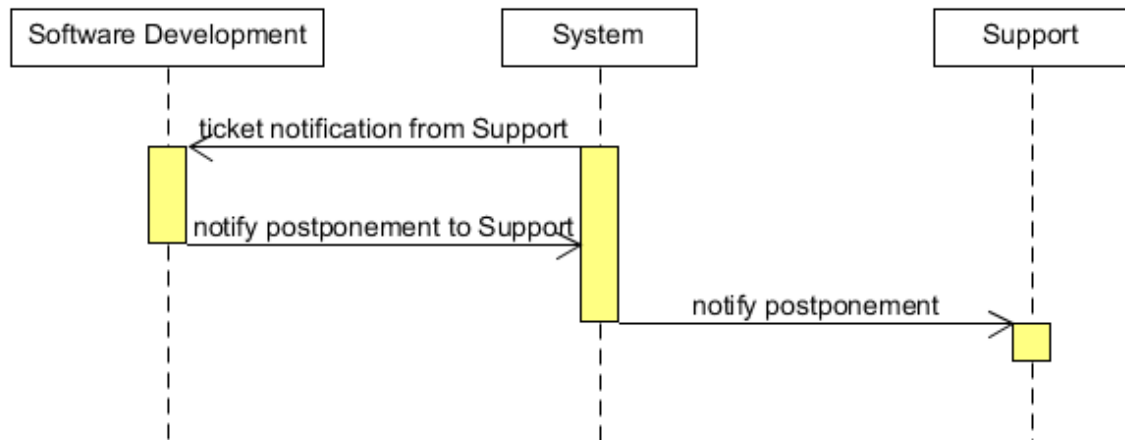 Software Development
System
Support
ticket notification from Support
notify postponement to Support
notify postponement